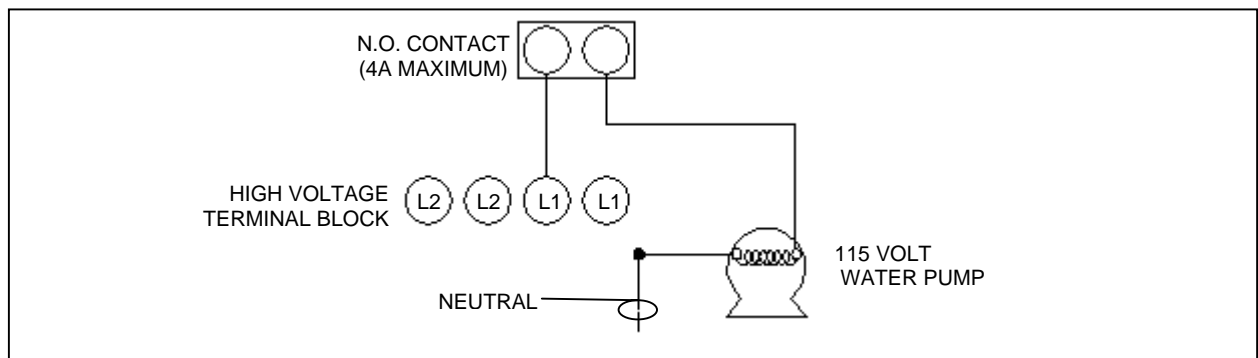 N.O. CONTACT
(4A MAXIMUM)
HIGH VOLTAGE
TERMINAL BLOCK
L2 L2 L1 L1
115 VOLT
WATER PUMP
NEUTRAL